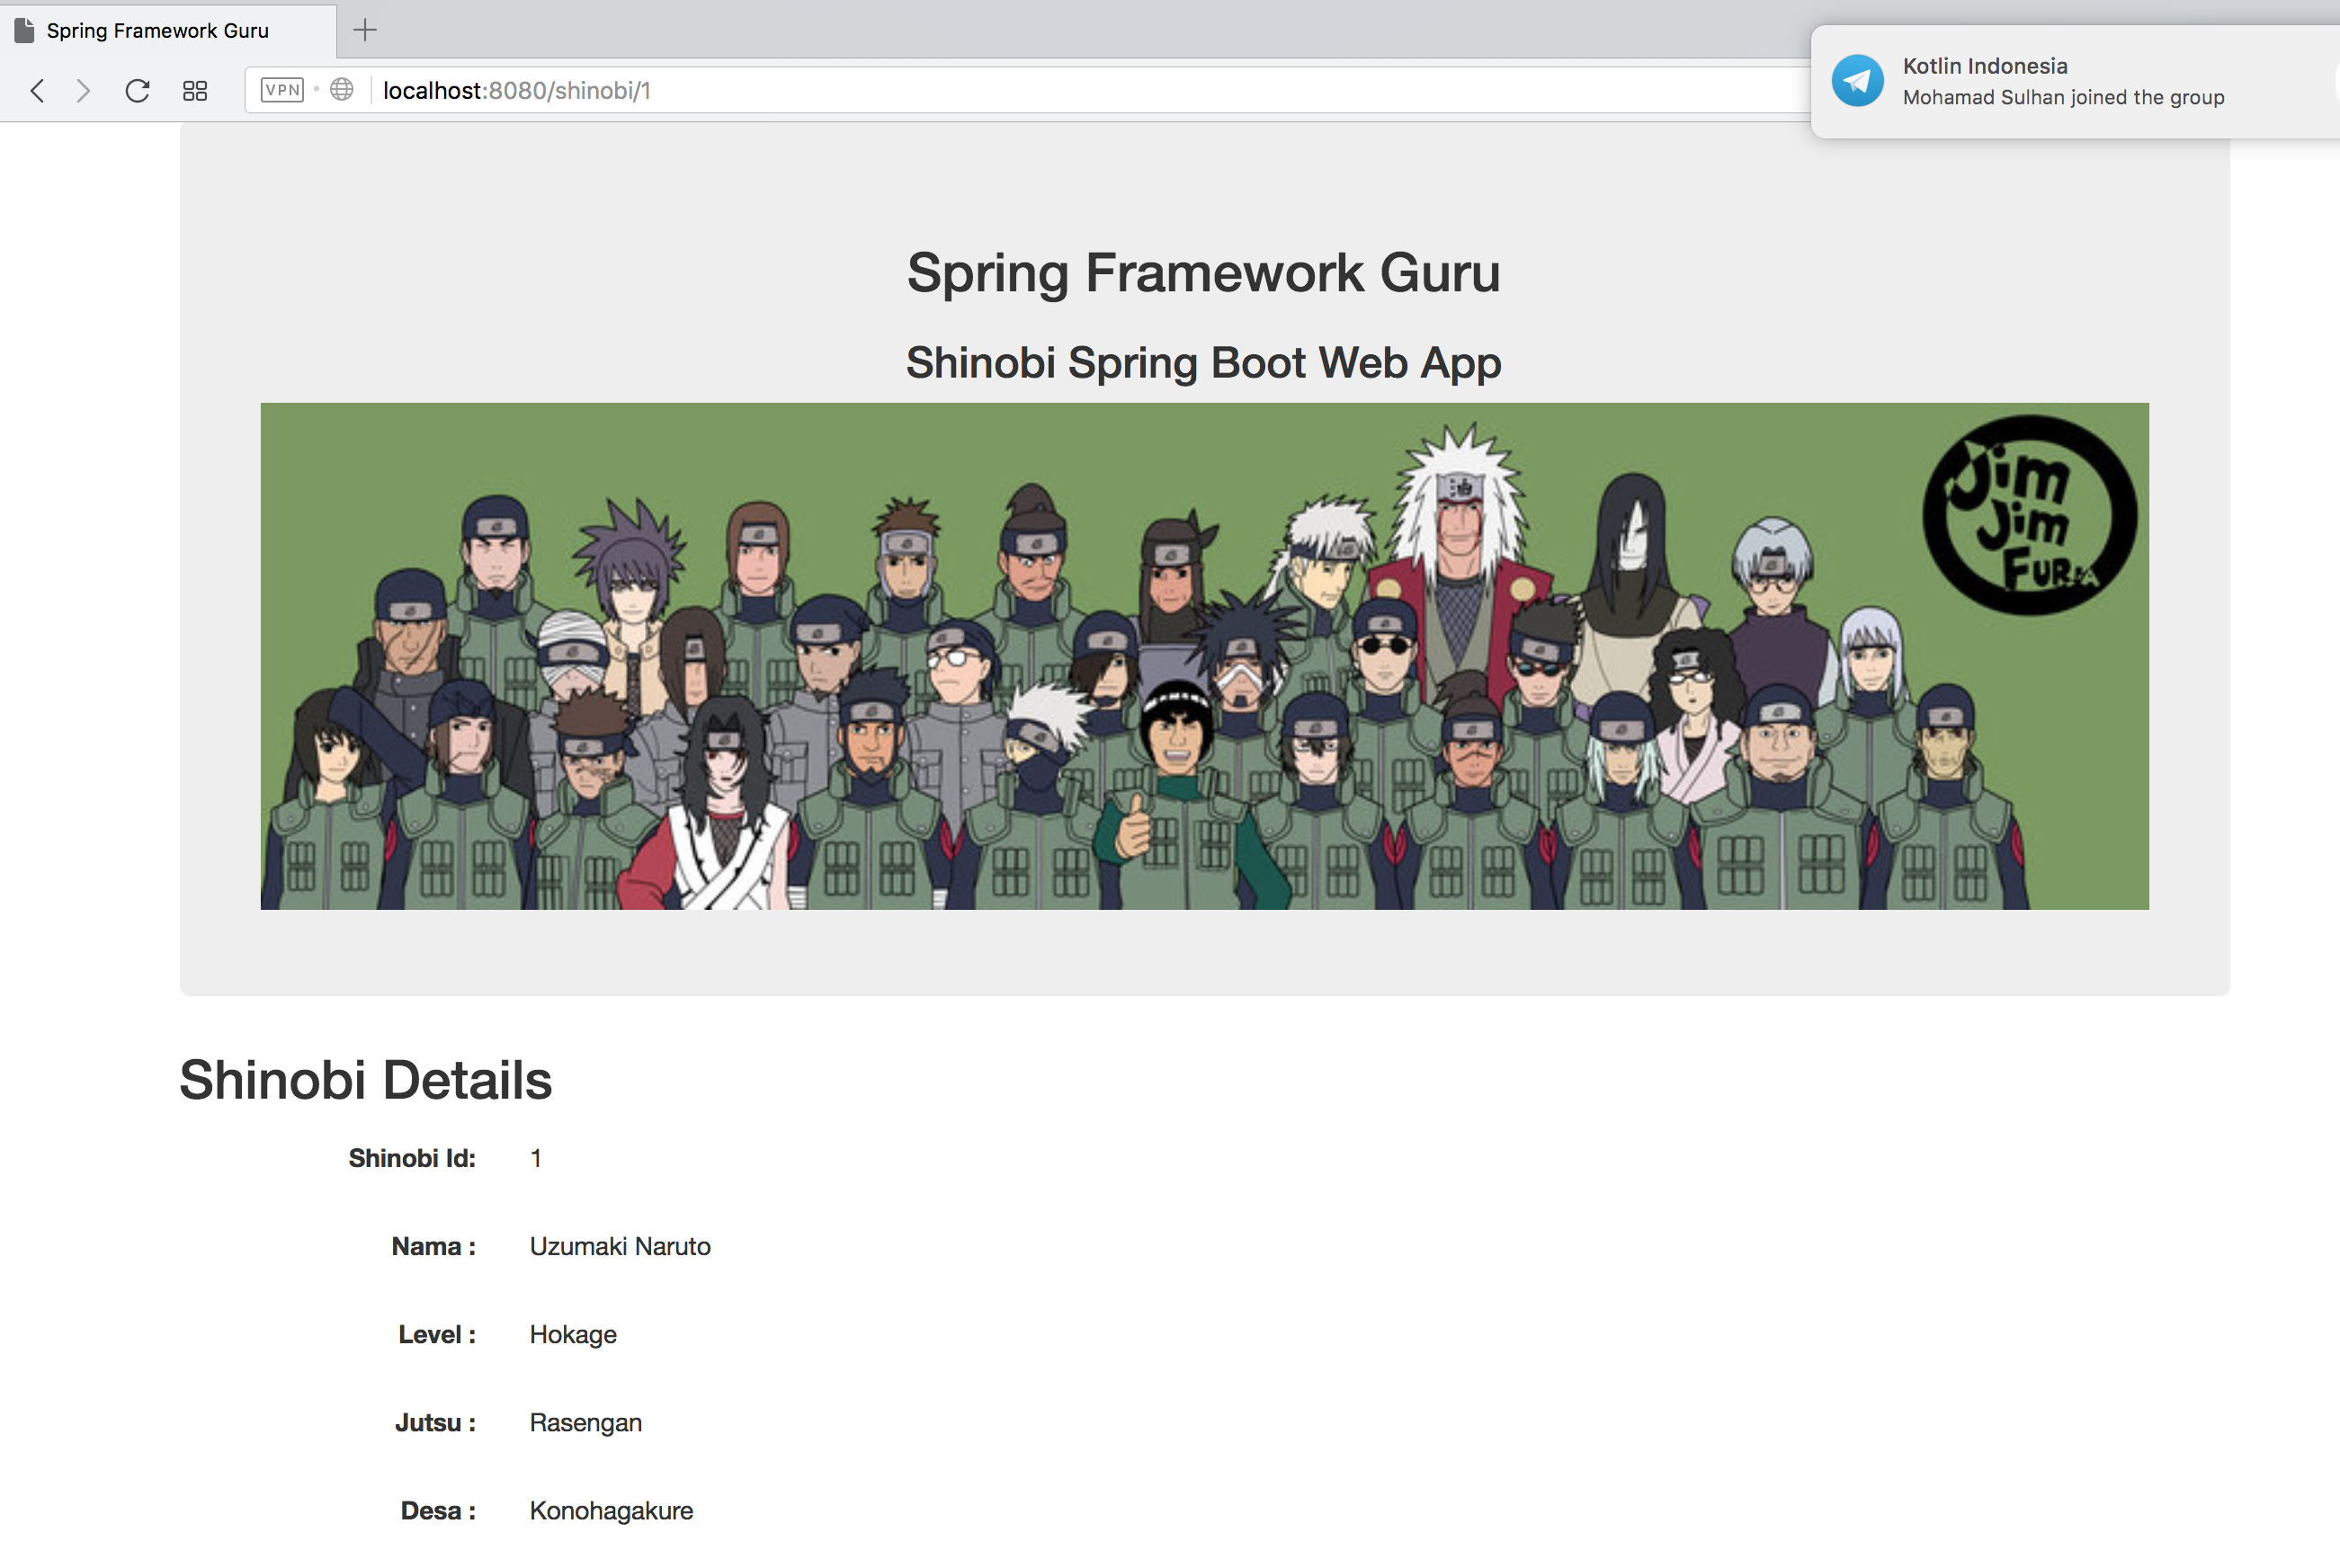 Spring Framework Guru
VPN
localhost:8080/shinobi/1
Kotlin Indonesia
Mohamad Sulhan joined the group
Spring Framework Guru
Shinobi Spring Boot Web App
油
Jim
Jim
FURIA
Shinobi Details
Shinobi Id: 1
Nama : Uzumaki Naruto
Level : Hokage
Jutsu : Rasengan
Desa : Konohagakure